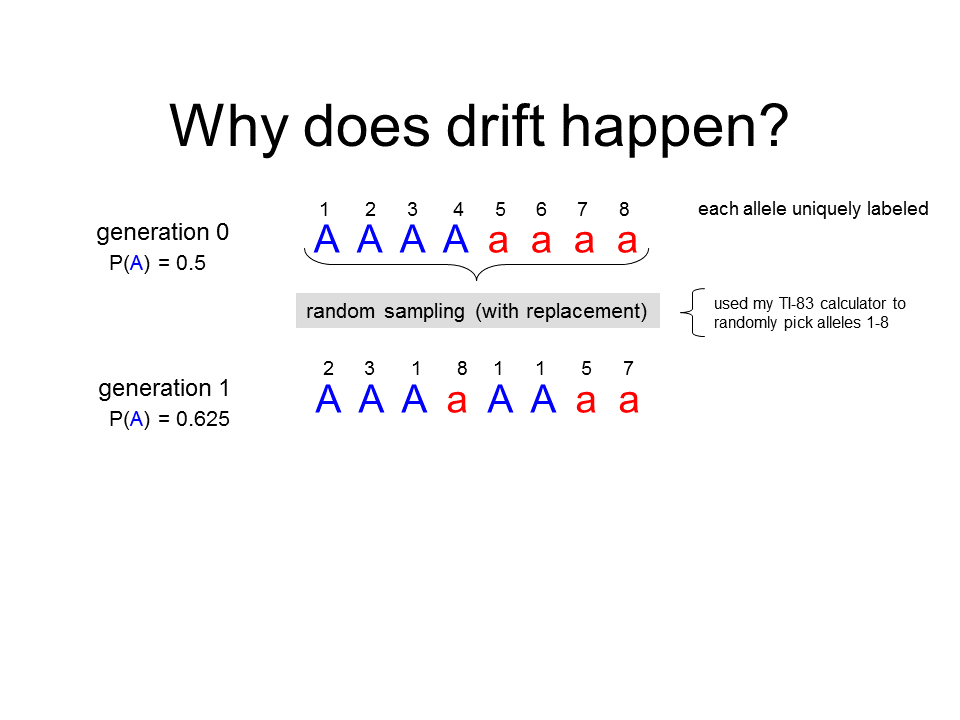 Why does drift happen?
1 2 3 4 5 6 7 8
each allele uniquely labeled
generation 0
A A A A a a a a
P(A) = 0.5
random sampling (with replacement)
used my TI-83 calculator to
randomly pick alleles 1-8
2 3 1 8 1 1 5 7
generation 1
A A A a A A a a
P(A) = 0.625